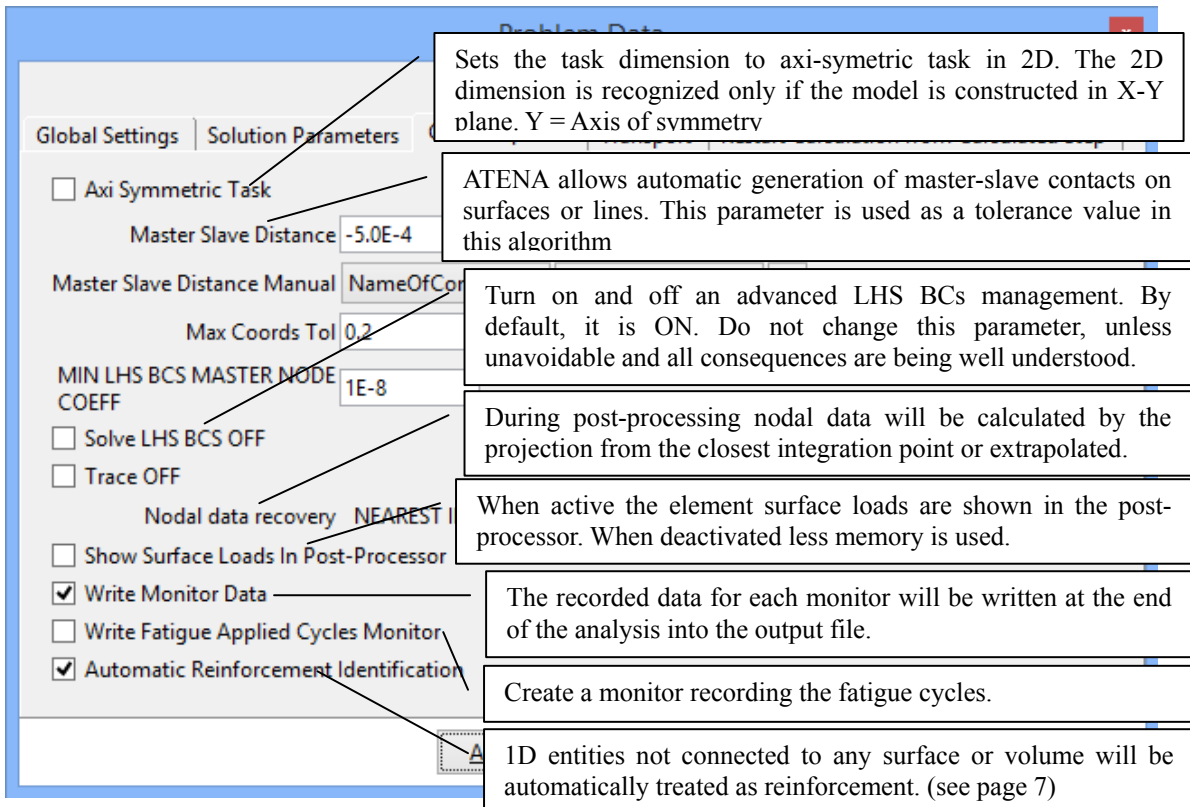 Problem Data
x
Sets the task dimension to axi-symetric task in 2D. The 2D
dimension is recognized only if the model is constructed in X-Y
plane. Y = Axis of symmetry
Global Settings
Solution Parameters
Axi Symmetric Task
ATENA allows automatic generation of master-slave contacts on
surfaces or lines. This parameter is used as a tolerance value in
this algorithm
Master Slave Distance -5.0E-4
Master Slave Distance Manual NameOfCon
Turn on and off an advanced LHS BCs management. By
default, it is ON. Do not change this parameter, unless
unavoidable and all consequences are being well understood.
Max Coords Tol 0.2
MIN LHS BCS MASTER NODE
COEFF
1E-8
Solve LHS BCS OFF
During post-processing nodal data will be calculated by the
projection from the closest integration point or extrapolated.
Trace OFF
Nodal data recovery NEAREST I
When active the element surface loads are shown in the post-
processor. When deactivated less memory is used.
Show Surface Loads In Post-Processor
Write Monitor Data
The recorded data for each monitor will be written at the end
of the analysis into the output file.
Write Fatigue Applied Cycles Monitor
Automatic Reinforcement Identification
Create a monitor recording the fatigue cycles.
A
1D entities not connected to any surface or volume will be
automatically treated as reinforcement. (see page 7)